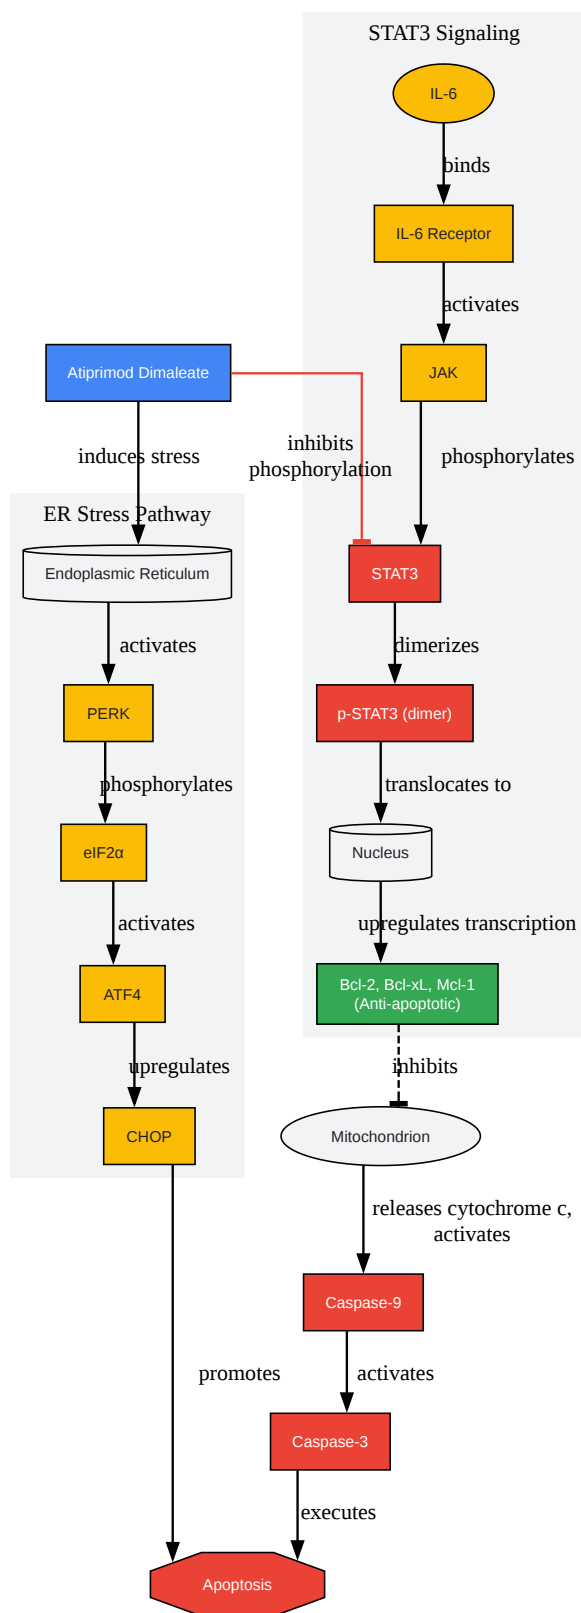 STAT3 Signaling
IL-6
binds
IL-6 Receptor
activates
JAK
phosphorylates
Atiprimod Dimaleate
induces stress
inhibits
phosphorylation
STAT3
dimerizes
p-STAT3 (dimer)
translocates to
Nucleus
upregulates transcription
Bcl-2, Bcl-xL, Mcl-1
(Anti-apoptotic)
ER Stress Pathway
Endoplasmic Reticulum
activates
PERK
phosphorylates
eIF2α
activates
ATF4
upregulates
CHOP
promotes
inhibits
Mitochondrion
releases cytochrome c,
activates
Caspase-9
activates
Caspase-3
executes
Apoptosis